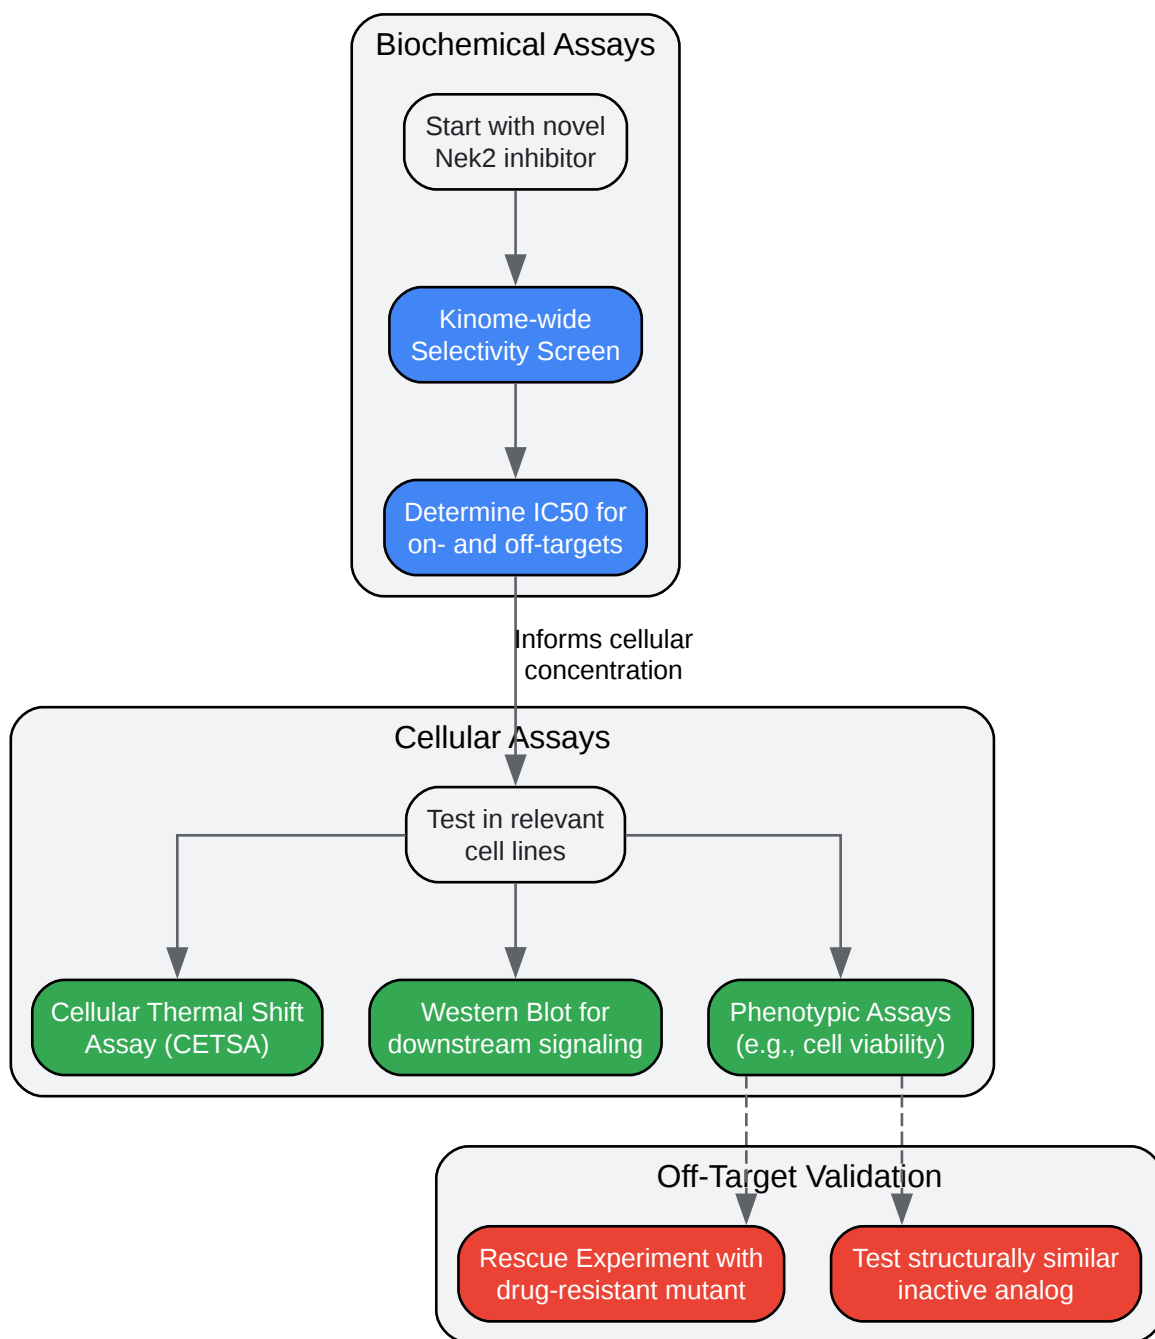 Biochemical Assays
Start with novel
Nek2 inhibitor
Kinome-wide
Selectivity Screen
Determine IC50 for
on- and off-targets
Informs cellular
concentration
Cellular Assays
Test in relevant
cell lines
Cellular Thermal Shift
Assay (CETSA)
Western Blot for
downstream signaling
Phenotypic Assays
(e.g., cell viability)
Off-Target Validation
Rescue Experiment with
drug-resistant mutant
Test structurally similar
inactive analog